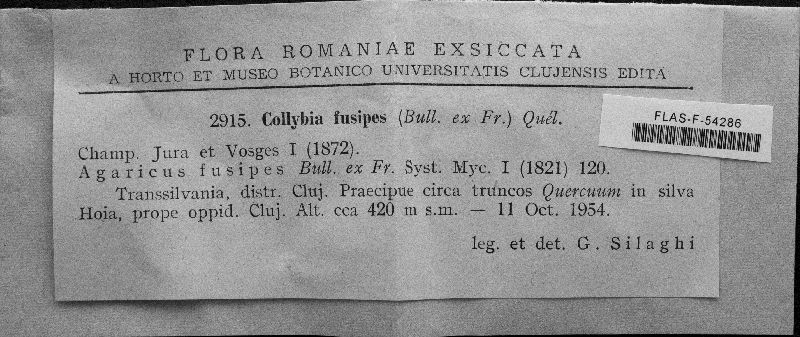 FLORA ROMANIAE EXSICCATA
A HORTO ET MUSEO BOTANICO UNIVERSITATIS CLUJENSIS EDITA
2915. Collybia fusipes (Bull. ex Fr.) Quél.
FLAS-F-54286
Champ. Jura et Vosges I (1872).
Agaricus fusipes Bull. ex Fr. Syst. Myc. I (1821) 120.
Transsilvania, distr. Cluj. Praecipue circa truncos Quercuum in silva
Hoia, prope oppid. Cluj. Alt. cca 420 m s.m. — 11 Oct. 1954.
leg. et det. G. Silaghi